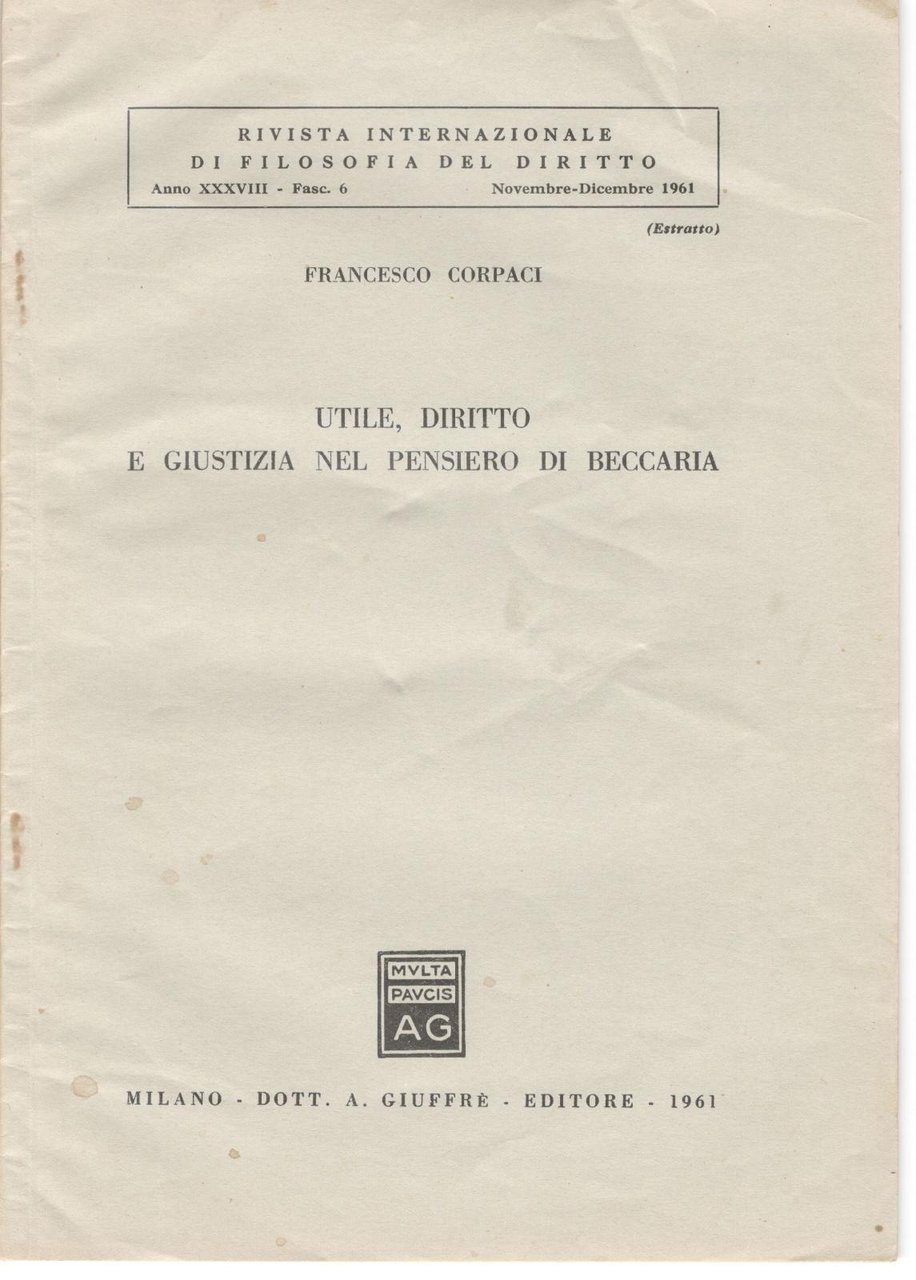 RIVISTA INTERNAZIONALE
DI FILOSOFIA DEL DIRITTO
Anno XXXVIII - Fasc. 6 Novembre-Dicembre 1961
(Estratto)
FRANCESCO CORPACI
UTILE, DIRITTO
E GIUSTIZIA NEL PENSIERO DI BECCARIA
MVLTA
PAVCIS
AG
MILANO - DOTT. A. GIUFFRÈ - EDITORE - 1961